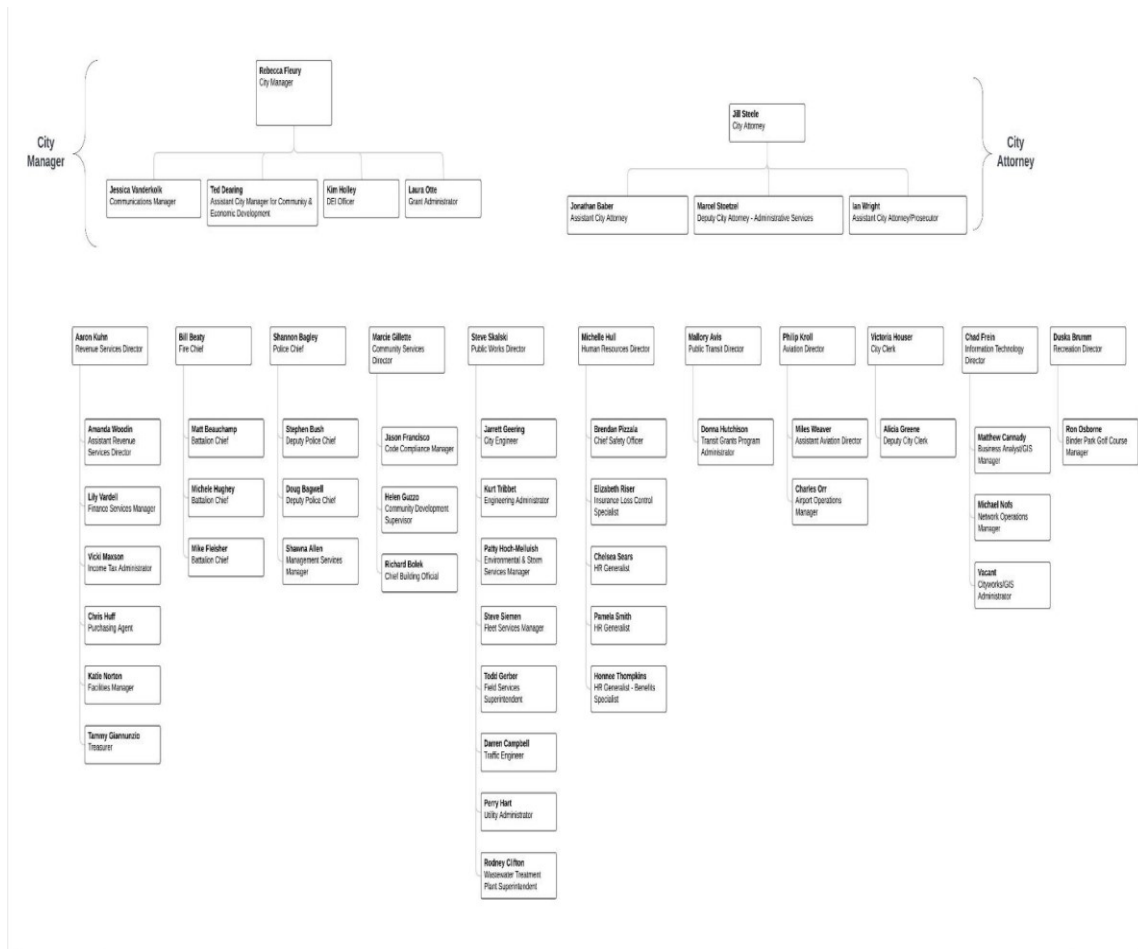 Rebecca Fleury
City Manager
Jill Steele
City Attorney
City
Manager
City
Attorney
Jessica Vanderkolk
Communications Manager
Ted Dearing
Assistant City Manager for Community &
Economic Development
Kim Holley
DEI Officer
Laura Otte
Grant Administrator
Jonathan Baber
Assistant City Attorney
Marcel Stoetzel
Deputy City Attorney - Administrative Services
Ian Wright
Assistant City Attorney/Prosecutor
Aaron Kuhn
Revenue Services Director
Amanda Woodin
Assistant Revenue
Services Director
Lily Vardell
Finance Services Manager
Vicki Maxson
Income Tax Administrator
Chris Huff
Purchasing Agent
Katie Norton
Facilities Manager
Tammy Giannunzio
Treasurer
Bill Beaty
Fire Chief
Matt Beauchamp
Battalion Chief
Michele Hughey
Battalion Chief
Mike Fleisher
Battalion Chief
Shannon Bagley
Police Chief
Stephen Bush
Deputy Police Chief
Doug Bagwell
Deputy Police Chief
Shawna Allen
Management Services
Manager
Marcie Gillette
Community Services
Director
Jason Francisco
Code Compliance Manager
Helen Guzzo
Community Development
Supervisor
Richard Bolek
Chief Building Official
Steve Skalski
Public Works Director
Jarrett Geering
City Engineer
Kurt Tribbet
Engineering Administrator
Patty Hoch-Melluish
Environmental & Storm
Services Manager
Steve Siemen
Fleet Services Manager
Todd Gerber
Field Services
Superintendent
Darren Campbell
Traffic Engineer
Perry Hart
Utility Administrator
Rodney Clifton
Wastewater Treatment
Plant Superintendent
Michelle Hull
Human Resources Director
Brendan Pizzala
Chief Safety Officer
Elizabeth Riser
Insurance Loss Control
Specialist
Chelsea Sears
HR Generalist
Pamela Smith
HR Generalist
Honnee Thompkins
HR Generalist - Benefits
Specialist
Mallory Avis
Public Transit Director
Donna Hutchison
Transit Grants Program
Administrator
Philip Kroll
Aviation Director
Miles Weaver
Assistant Aviation Director
Charles Orr
Airport Operations
Manager
Victoria Houser
City Clerk
Alicia Greene
Deputy City Clerk
Chad Frein
Information Technology
Director
Matthew Cannady
Business Analyst/GIS
Manager
Michael Nofs
Network Operations
Manager
Vacant
Cityworks/GIS
Administrator
Duska Brumm
Recreation Director
Ron Osborne
Binder Park Golf Course
Manager